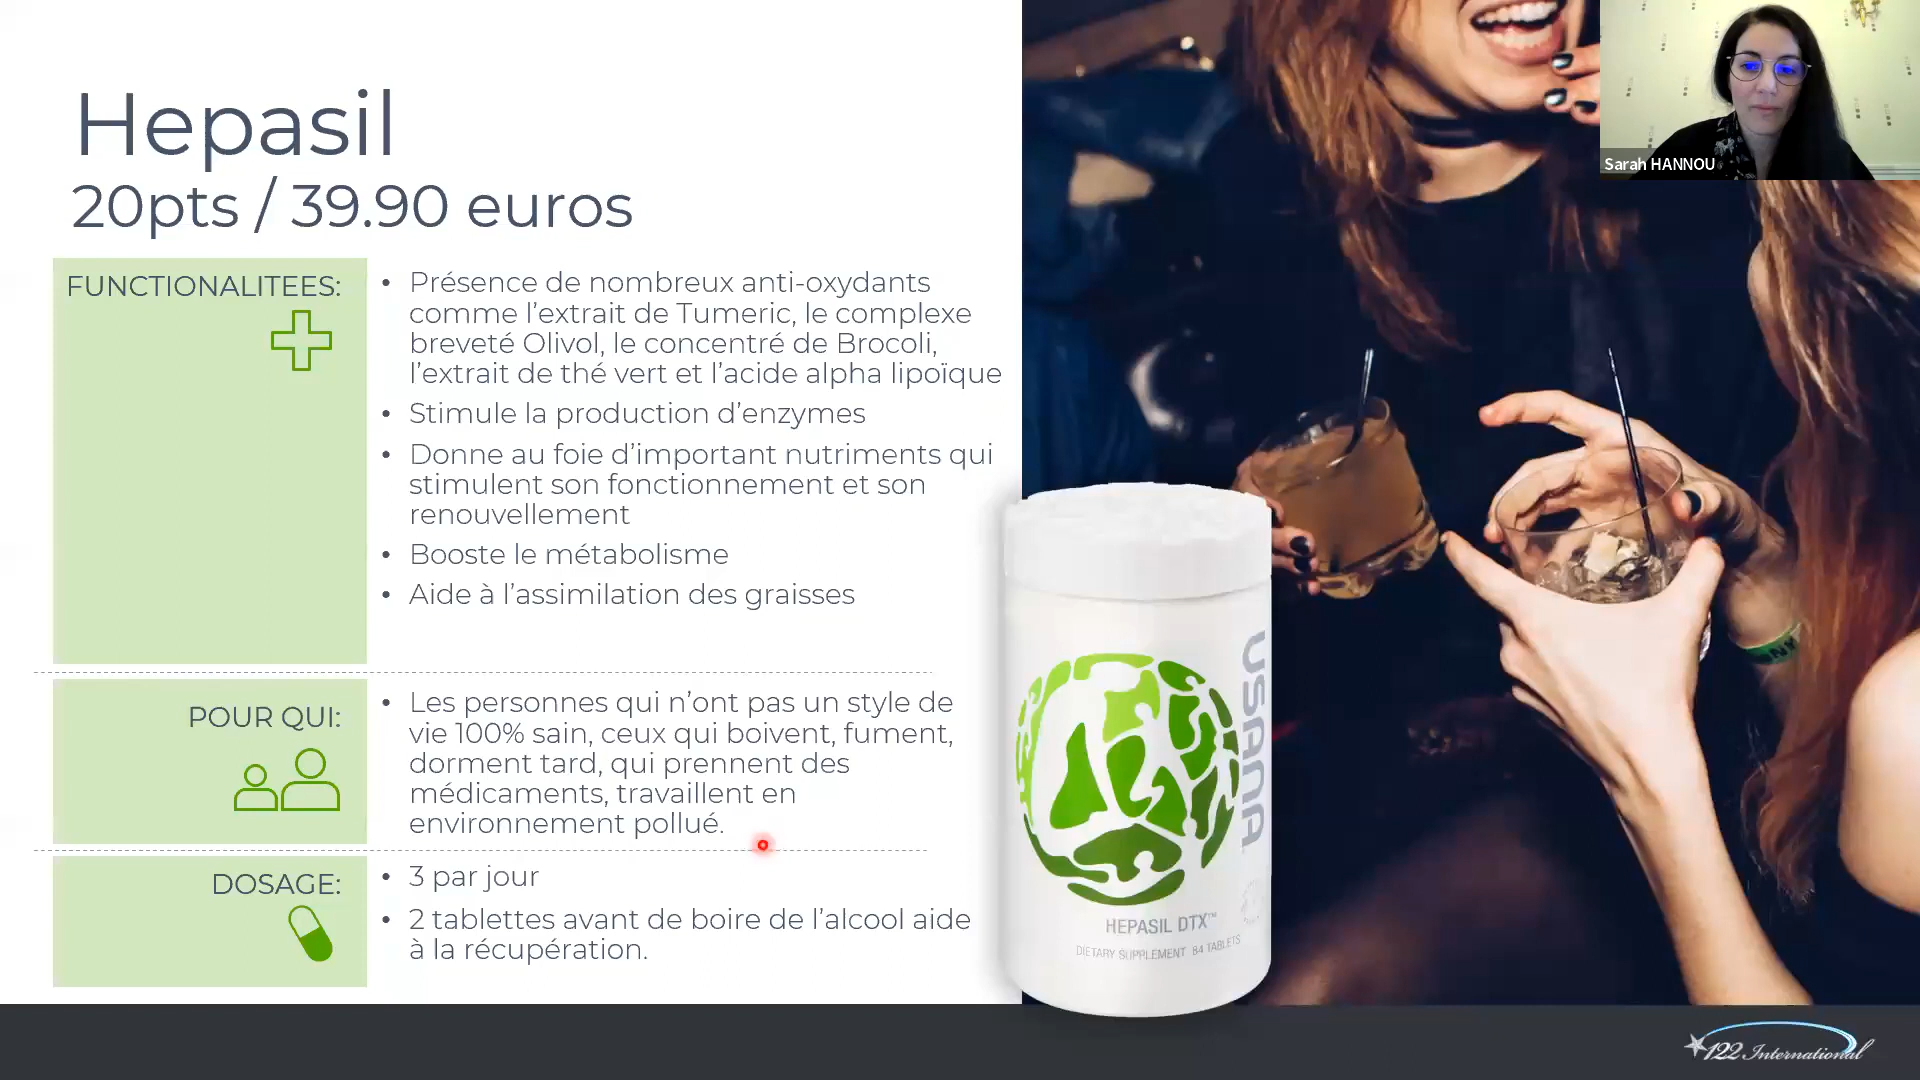 Hepasil
20pts / 39.90 euros
FUNCTIONALITEES:
• Présence de nombreux anti-oxydants
comme l'extrait de Tumeric, le complexe
breveté Olivol, le concentré de Brocoli,
l'extrait de thé vert et l'acide alpha lipoïque
• Stimule la production d'enzymes
• Donne au foie d'important nutriments qui
stimulent son fonctionnement et son
renouvellement
• Booste le métabolisme
• Aide à l'assimilation des graisses
POUR QUI:
• Les personnes qui n'ont pas un style de
vie 100% sain, ceux qui boivent, fument,
dorment tard, qui prennent des
médicaments, travaillent en
environnement pollué.
DOSAGE:
• 3 par jour
• 2 tablettes avant de boire de l'alcool aide
à la récupération.
USANA
HEPASIL DTX™
DIETARY SUPPLEMENT 84 TABLETS
Sarah HANNOU
122 International